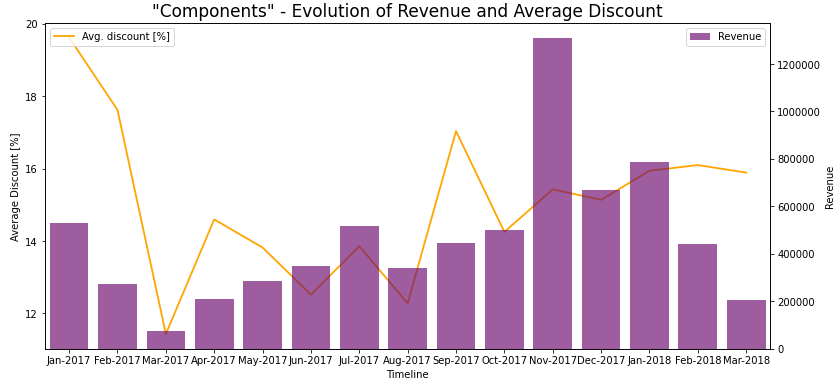 "Components" - Evolution of Revenue and Average Discount
Avg. discount [%]
Revenue
20
18
16
14
12
Average Discount [%]
1200000
1000000
800000
600000
400000
200000
0
Revenue
Jan-2017 Feb-2017 Mar-2017 Apr-2017 May-2017 Jun-2017 Jul-2017 Aug-2017 Sep-2017 Oct-2017 Nov-2017 Dec-2017 Jan-2018 Feb-2018 Mar-2018
Timeline